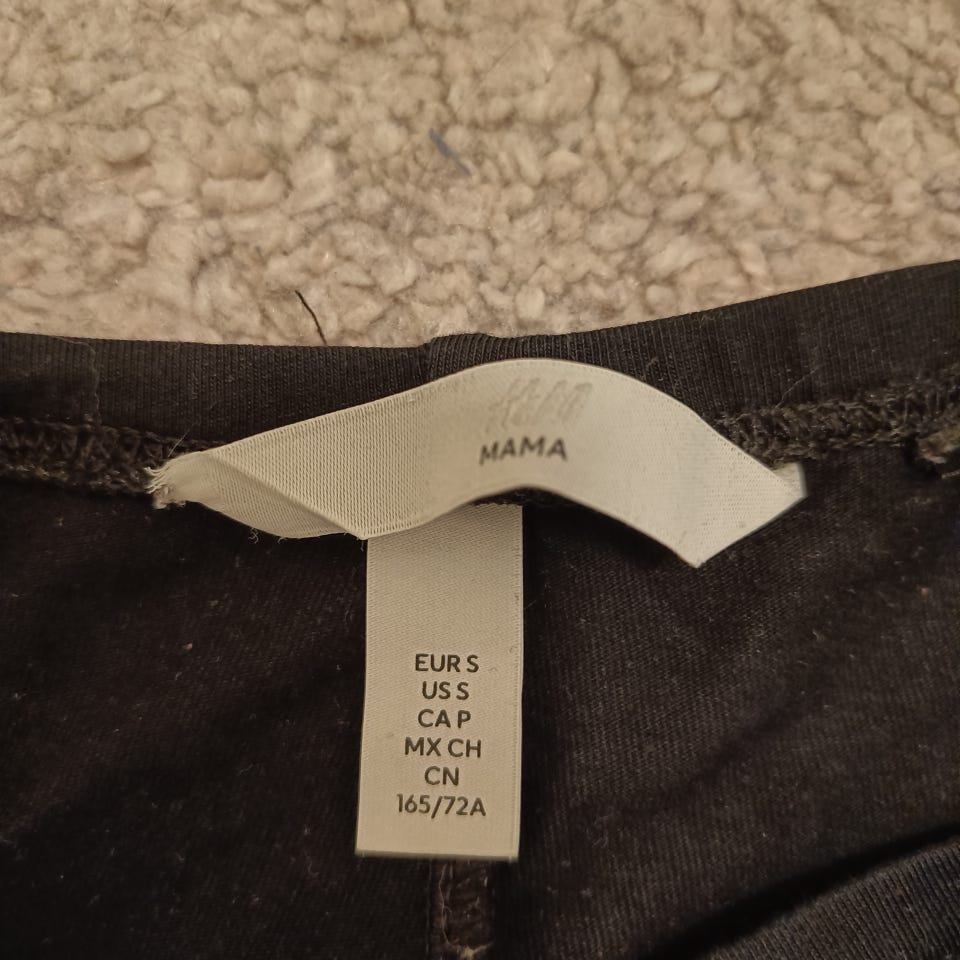 H&M
MAMA
EUR S
US S
CA P
MX CH
CN
165/72A